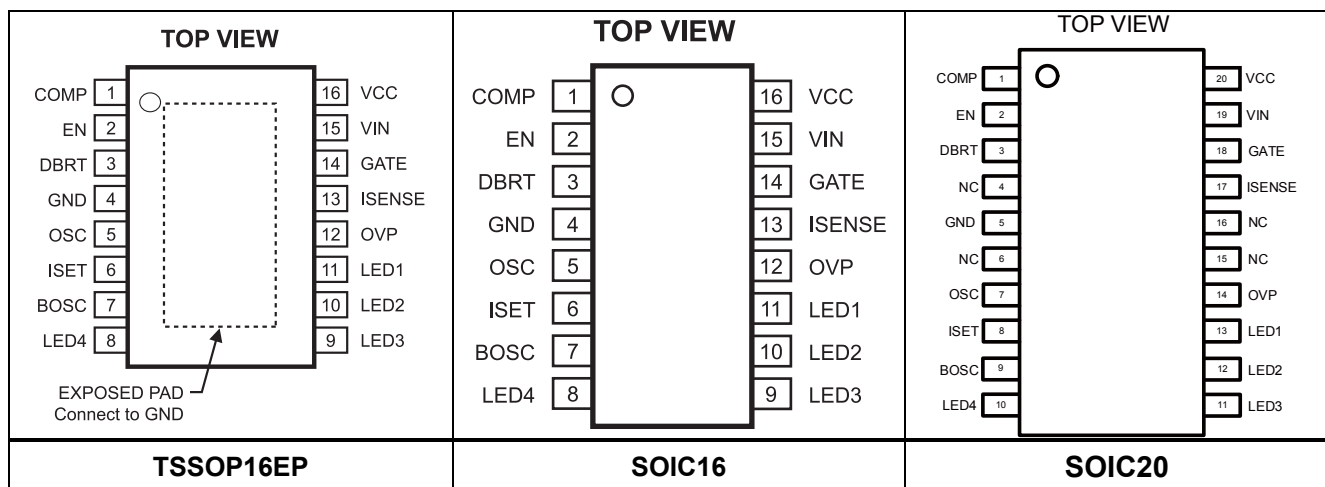 TOP VIEW
COMP 1 16 VCC
EN 2 15 VIN
DBRT 3 14 GATE
GND 4 13 ISENSE
OSC 5 12 OVP
ISET 6 11 LED1
BOSC 7 10 LED2
LED4 8 9 LED3
EXPOSED PAD
Connect to GND
TSSOP16EP
TOP VIEW
COMP 1 16 VCC
EN 2 15 VIN
DBRT 3 14 GATE
GND 4 13 ISENSE
OSC 5 12 OVP
ISET 6 11 LED1
BOSC 7 10 LED2
LED4 8 9 LED3
SOIC16
TOP VIEW
COMP 1 20 VCC
EN 2 19 VIN
DBRT 3 18 GATE
NC 4 17 ISENSE
GND 5 16 NC
NC 6 15 NC
OSC 7 14 OVP
ISET 8 13 LED1
BOSC 9 12 LED2
LED4 10 11 LED3
SOIC20